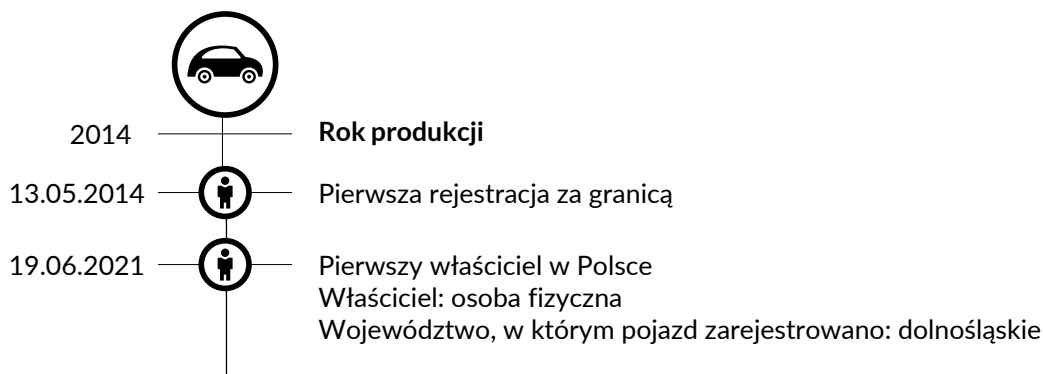 2014 Rok produkcji
13.05.2014 Pierwsza rejestracja za granicą
19.06.2021 Pierwszy właściciel w Polsce
Właściciel: osoba fizyczna
Województwo, w którym pojazd zarejestrowano: dolnośląskie